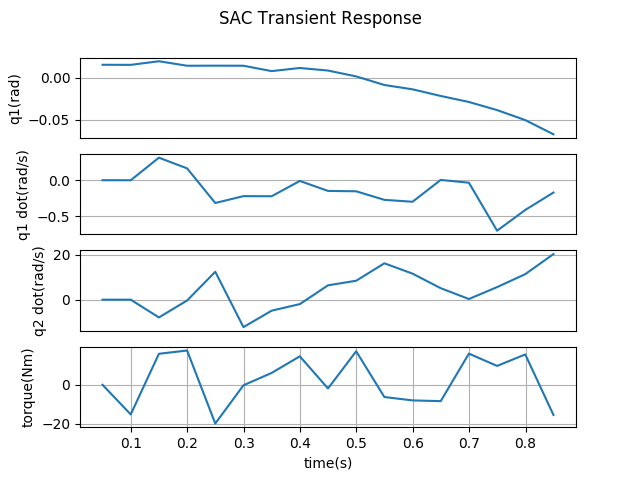 SAC Transient Response
0.00
−0.05
q1(rad)
0.0
−0.5
q1 dot(rad/s)
20
0
q2 dot(rad/s)
0
−20
torque(Nm)
0.1 0.2 0.3 0.4 0.5 0.6 0.7 0.8
time(s)